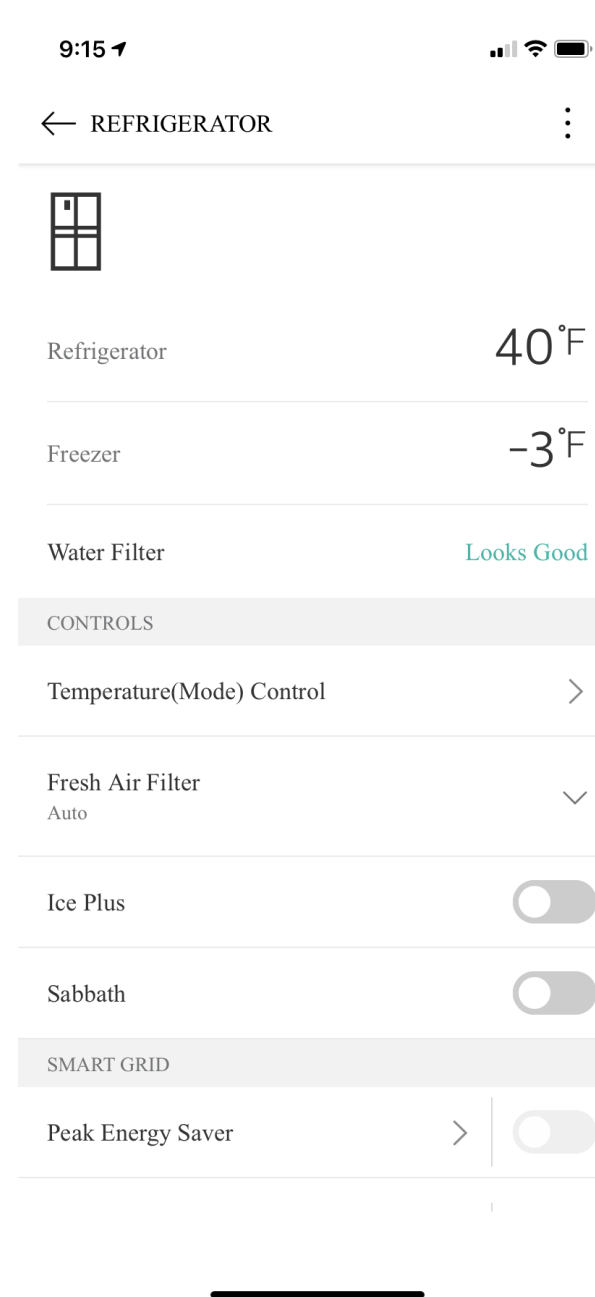 9:15
REFRIGERATOR
Refrigerator 40°F
Freezer -3°F
Water Filter Looks Good
CONTROLS
Temperature(Mode) Control
Fresh Air Filter
Auto
Ice Plus
Sabbath
SMART GRID
Peak Energy Saver